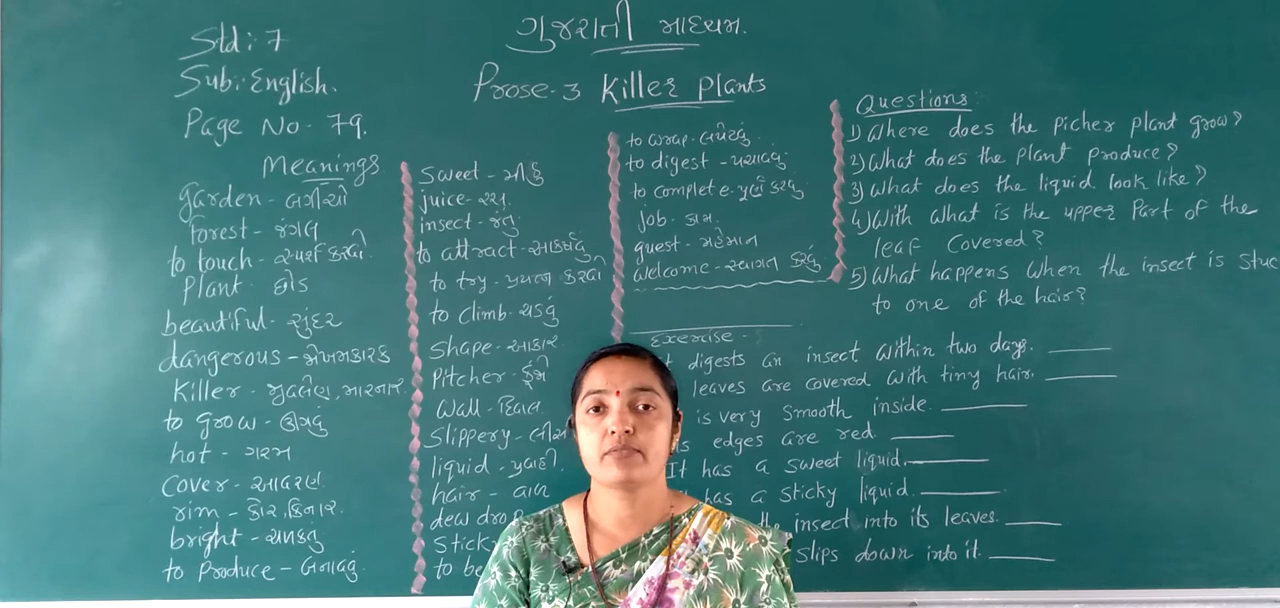 ગુજરાતી માધ્યમ.
Std: 7
Sub: English.
Prose-3 Killer Plants
Page No - 79.
Meanings
garden - બગીચો
forest - જંગલ
to touch - સ્પર્શ કરવો.
Plant - છોડ
beautiful - સુંદર
dangerous - જોખમકારક
Killer - મારનાર
to grow - ઊગવું
hot - ગરમ
cover - આવરણ
rim - કોર, કિનાર.
bright - ચમકતું
to Produce - બનાવવું
Sweet - મીઠું
juice - રસ.
insect - જંતુ
to attract - આકર્ષવું
to try - પ્રયત્ન કરવો
to climb - ચડવું
Shape - આકાર
Pitcher - કુંજો
Wall - દિવાલ
Slippery -
liquid - પ્રવાહી.
hair - વાળ
dew
Stick
to be
to wrap - લપેટવું.
to digest - પચાવવું
to complete - પૂર્ણ કરવું
job - કામ
guest - મહેમાન
welcome - સ્વાગત કરવું
Questions:
1) Where does the picher plant grow?
2) What does the plant produce?
3) What does the liquid look like?
4) With what is the upper Part of the
leaf Covered?
5) What happens when the insect is stuc
to one of the hair?
Exercise -
digests an insect within two days. ____
leaves are covered with tiny hair. ____
is very smooth inside. ____
edges are red. ____
It has a sweet liquid. ____
has a sticky liquid. ____
the insect into its leaves. ____
slips down into it. ____